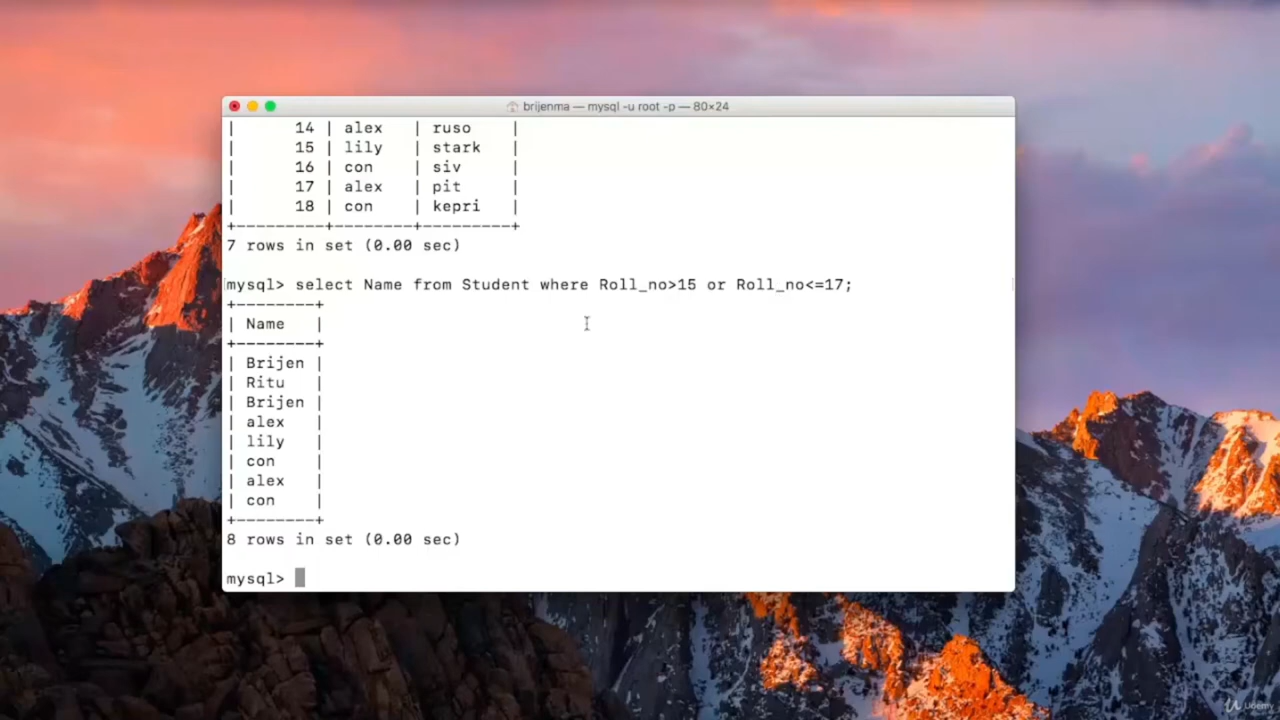 brijenma — mysql -u root -p — 80×24
|      14 | alex   | ruso    |
|      15 | lily   | stark   |
|      16 | con    | siv     |
|      17 | alex   | pit     |
|      18 | con    | kepri   |
+---------+--------+---------+
7 rows in set (0.00 sec)
mysql> select Name from Student where Roll_no>15 or Roll_no<=17;
+--------+
| Name   |
+--------+
| Brijen |
| Ritu   |
| Brijen |
| alex   |
| lily   |
| con    |
| alex   |
| con    |
+--------+
8 rows in set (0.00 sec)
mysql>
Udemy